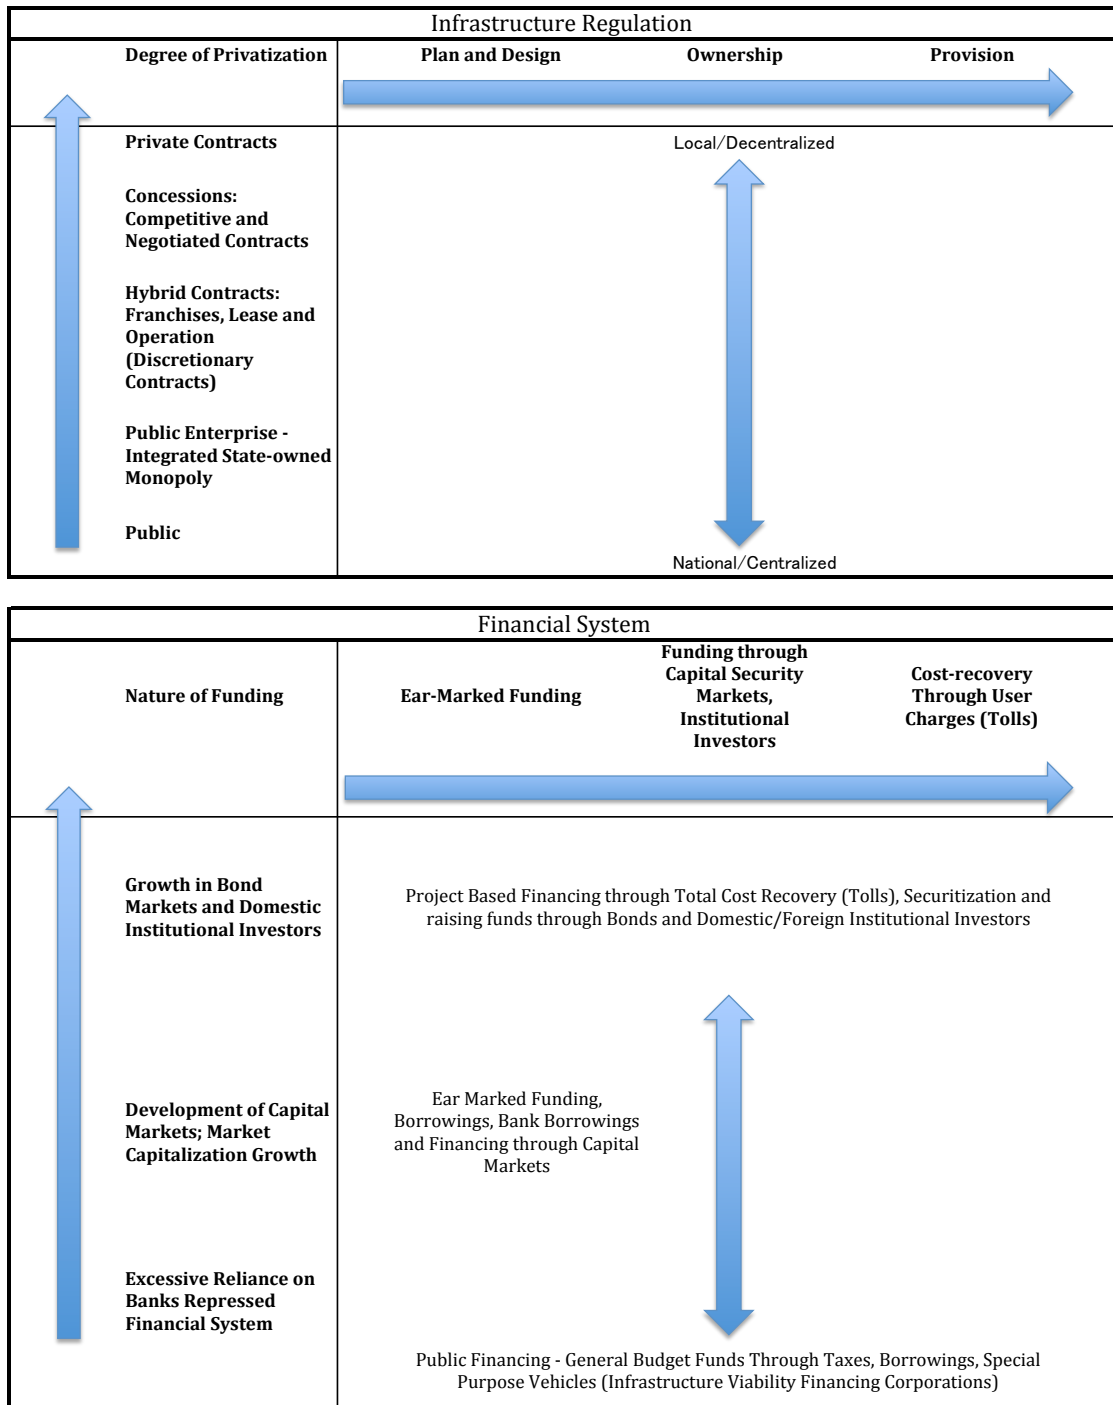 Infrastructure Regulation
Degree of Privatization
Plan and Design
Ownership
Provision
Private Contracts
Local/Decentralized
Concessions:
Competitive and
Negotiated Contracts
Hybrid Contracts:
Franchises, Lease and
Operation
(Discretionary
Contracts)
Public Enterprise -
Integrated State-owned
Monopoly
Public
National/Centralized
Financial System
Nature of Funding
Ear-Marked Funding
Funding through
Capital Security
Markets,
Institutional
Investors
Cost-recovery
Through User
Charges (Tolls)
Growth in Bond
Markets and Domestic
Institutional Investors
Project Based Financing through Total Cost Recovery (Tolls), Securitization and
raising funds through Bonds and Domestic/Foreign Institutional Investors
Development of Capital
Markets; Market
Capitalization Growth
Ear Marked Funding,
Borrowings, Bank Borrowings
and Financing through Capital
Markets
Excessive Reliance on
Banks Repressed
Financial System
Public Financing - General Budget Funds Through Taxes, Borrowings, Special
Purpose Vehicles (Infrastructure Viability Financing Corporations)